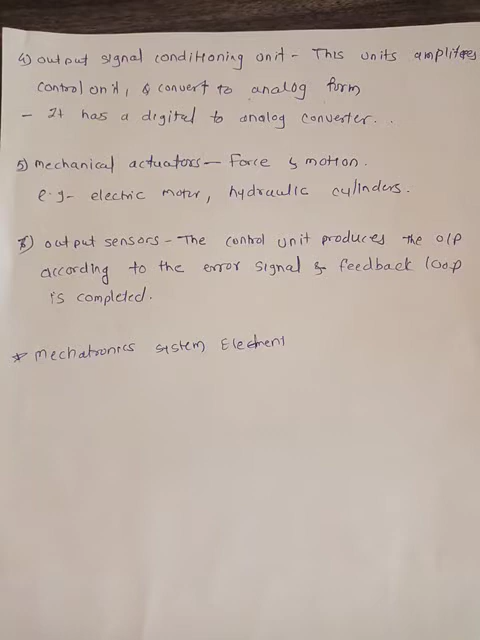 4) output signal conditioning unit - This units amplifies
control unit, & convert to analog form
- It has a digital to analog converter..
5) mechanical actuators - Force & motion.
e.g- electric motor, hydraulic cylinders.
6) output sensors - The control unit produces the O/P
according to the error signal & feedback loop
is completed.
* Mechatronics system Element